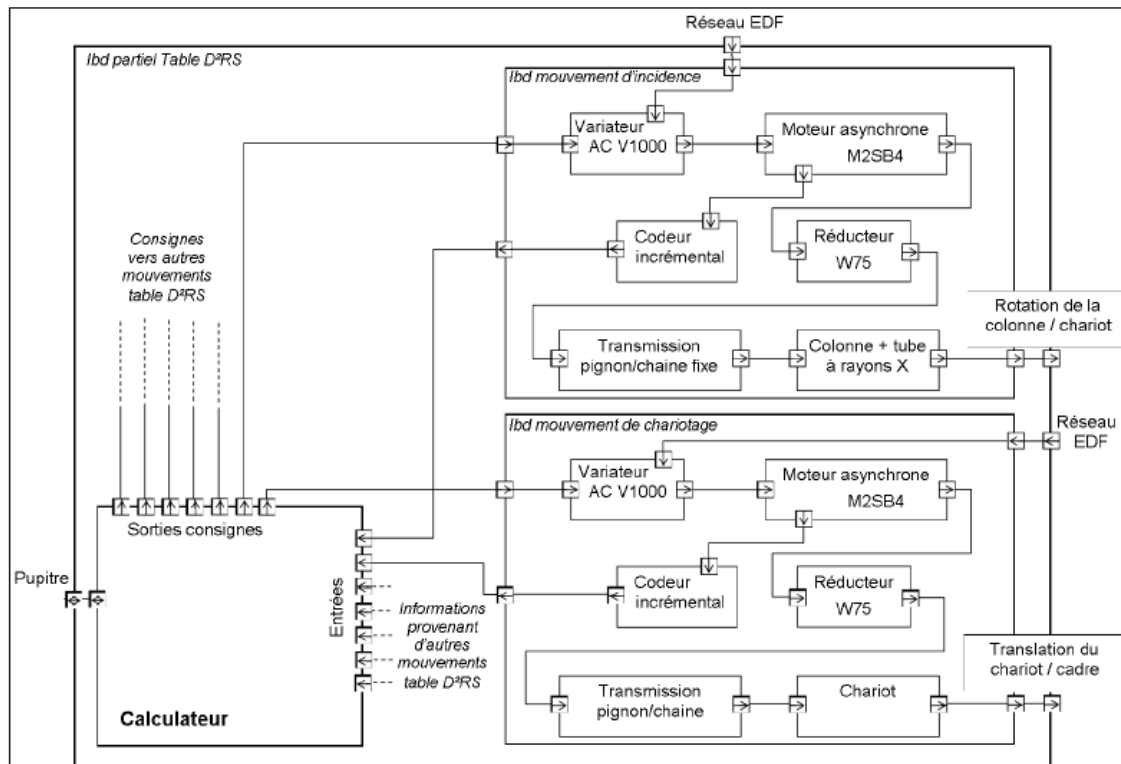 Réseau EDF
Ibd partiel Table D²RS
Ibd mouvement d'incidence
Variateur
AC V1000
Moteur asynchrone
M2SB4
Consignes
vers autres
mouvements
table D²RS
Codeur
incrémental
Réducteur
W75
Rotation de la
colonne / chariot
Transmission
pignon/chaine fixe
Colonne + tube
à rayons X
Ibd mouvement de chariotage
Réseau
EDF
Variateur
AC V1000
Moteur asynchrone
M2SB4
Sorties consignes
Pupitre
Entrées
Codeur
incrémental
Réducteur
W75
Informations
provenant
d'autres
mouvements
table D²RS
Translation du
chariot / cadre
Transmission
pignon/chaine
Chariot
Calculateur